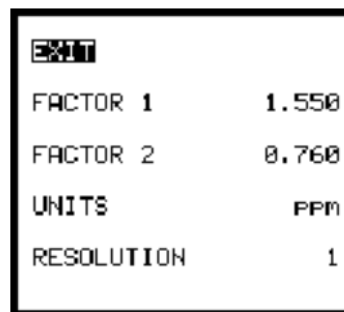 EXIT
FACTOR 1 1.550
FACTOR 2 0.760
UNITS ppm
RESOLUTION 1